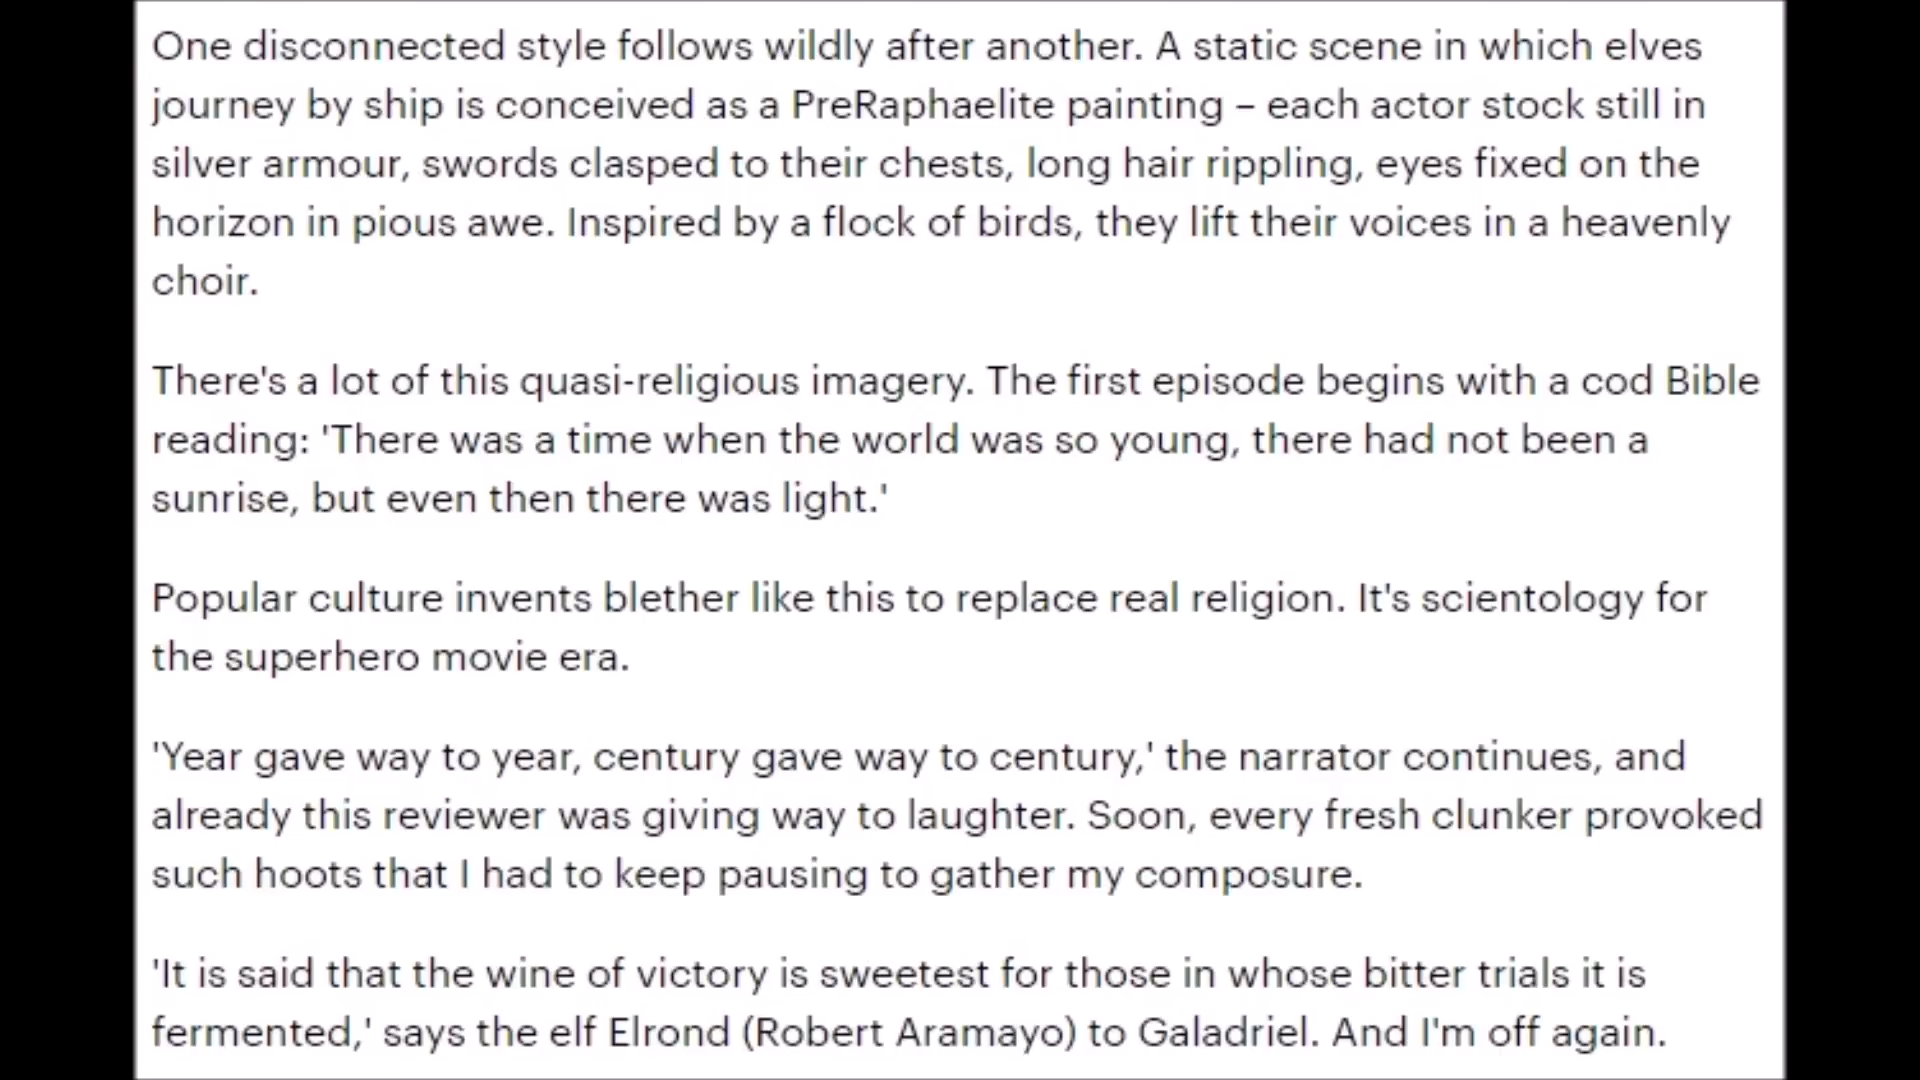 One disconnected style follows wildly after another. A static scene in which elves
journey by ship is conceived as a PreRaphaelite painting – each actor stock still in
silver armour, swords clasped to their chests, long hair rippling, eyes fixed on the
horizon in pious awe. Inspired by a flock of birds, they lift their voices in a heavenly
choir.
There's a lot of this quasi-religious imagery. The first episode begins with a cod Bible
reading: 'There was a time when the world was so young, there had not been a
sunrise, but even then there was light.'
Popular culture invents blether like this to replace real religion. It's scientology for
the superhero movie era.
'Year gave way to year, century gave way to century,' the narrator continues, and
already this reviewer was giving way to laughter. Soon, every fresh clunker provoked
such hoots that I had to keep pausing to gather my composure.
'It is said that the wine of victory is sweetest for those in whose bitter trials it is
fermented,' says the elf Elrond (Robert Aramayo) to Galadriel. And I'm off again.